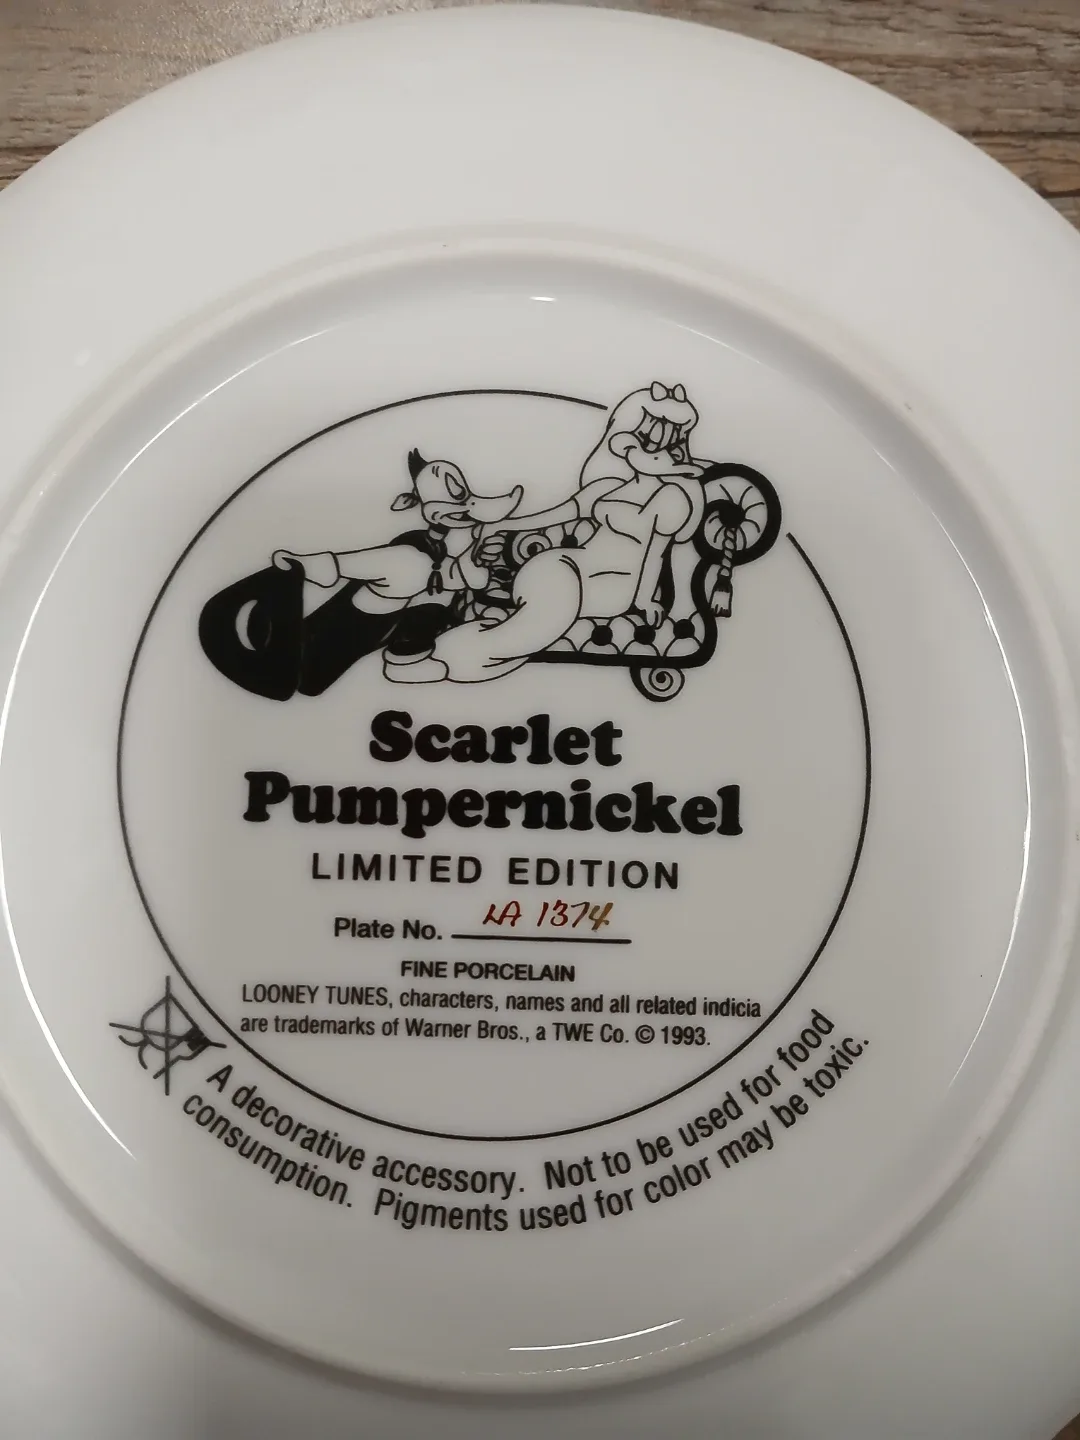 Scarlet
Pumpernickel
LIMITED EDITION
Plate No. LA 1374
FINE PORCELAIN
LOONEY TUNES, characters, names and all related indicia
are trademarks of Warner Bros., a TWE Co. © 1993.
A decorative accessory. Not to be used for food
consumption. Pigments used for color may be toxic.